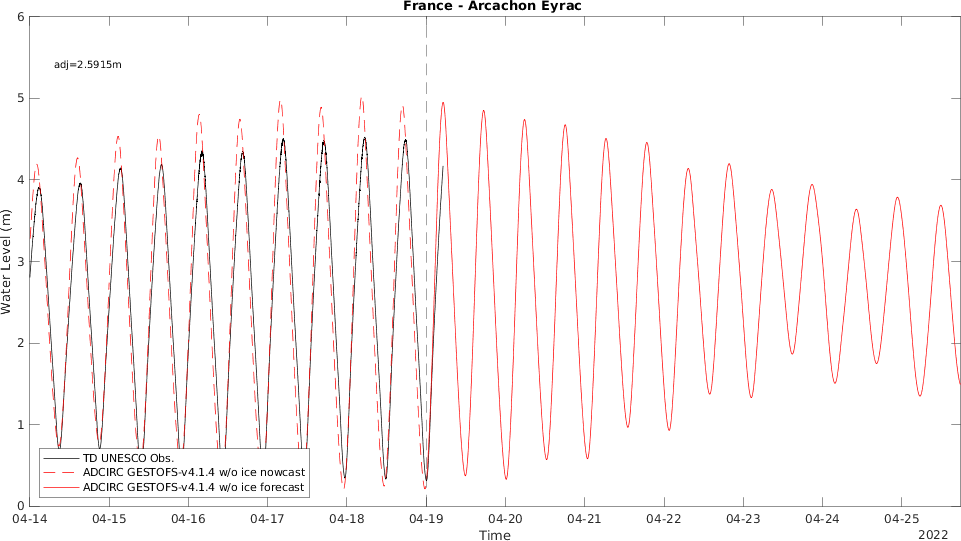 France - Arcachon Eyrac
6
adj=2.5915m
5
4
3
2
1
0
Water Level (m)
TD UNESCO Obs.
ADCIRC GESTOFS-v4.1.4 w/o ice nowcast
ADCIRC GESTOFS-v4.1.4 w/o ice forecast
04-14 04-15 04-16 04-17 04-18 04-19 04-20 04-21 04-22 04-23 04-24 04-25
Time
2022